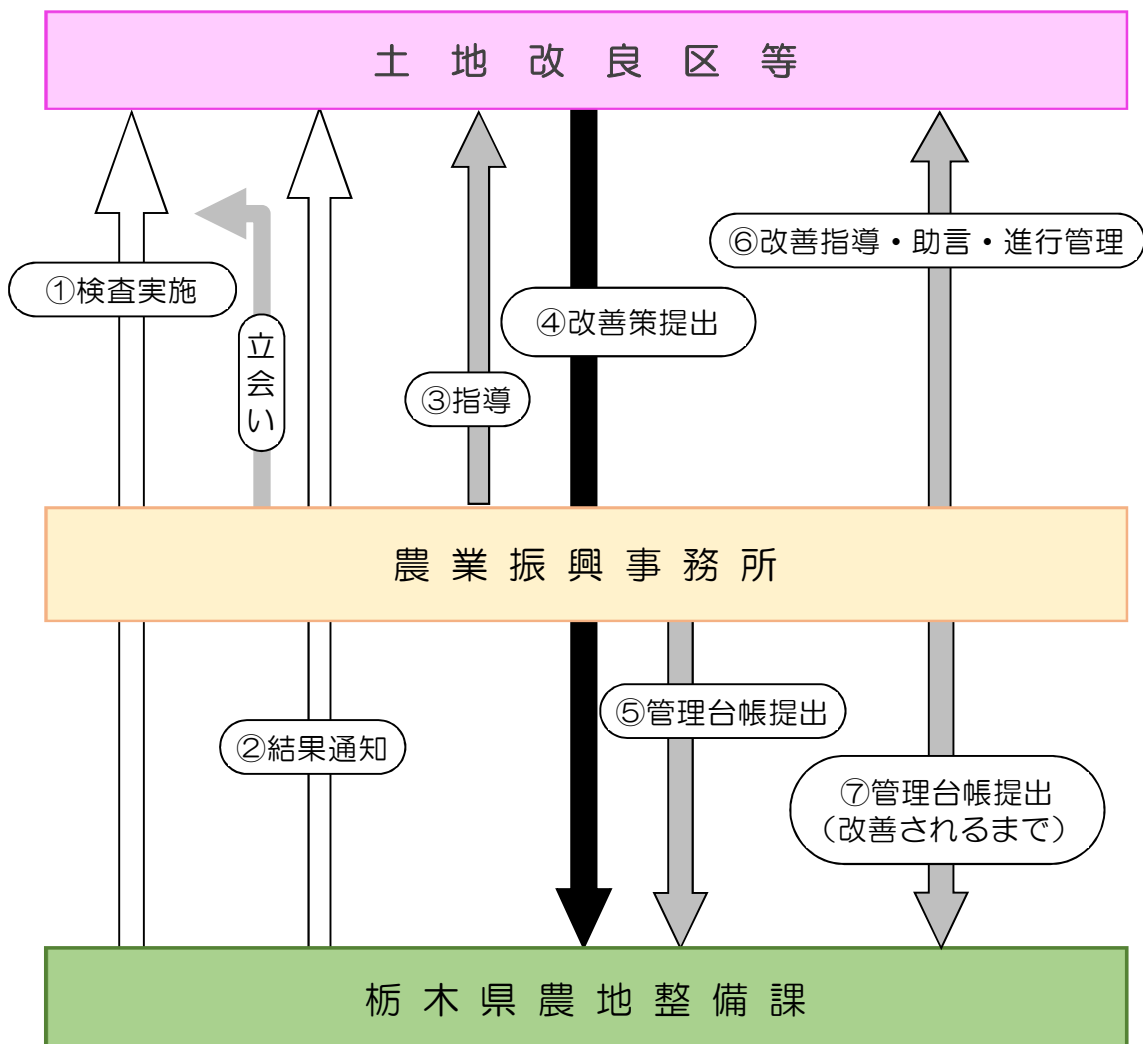 土地改良区等
①検査実施
立会い
②結果通知
③指導
④改善策提出
⑥改善指導・助言・進行管理
農業振興事務所
⑤管理台帳提出
⑦管理台帳提出
（改善されるまで）
栃木県農地整備課